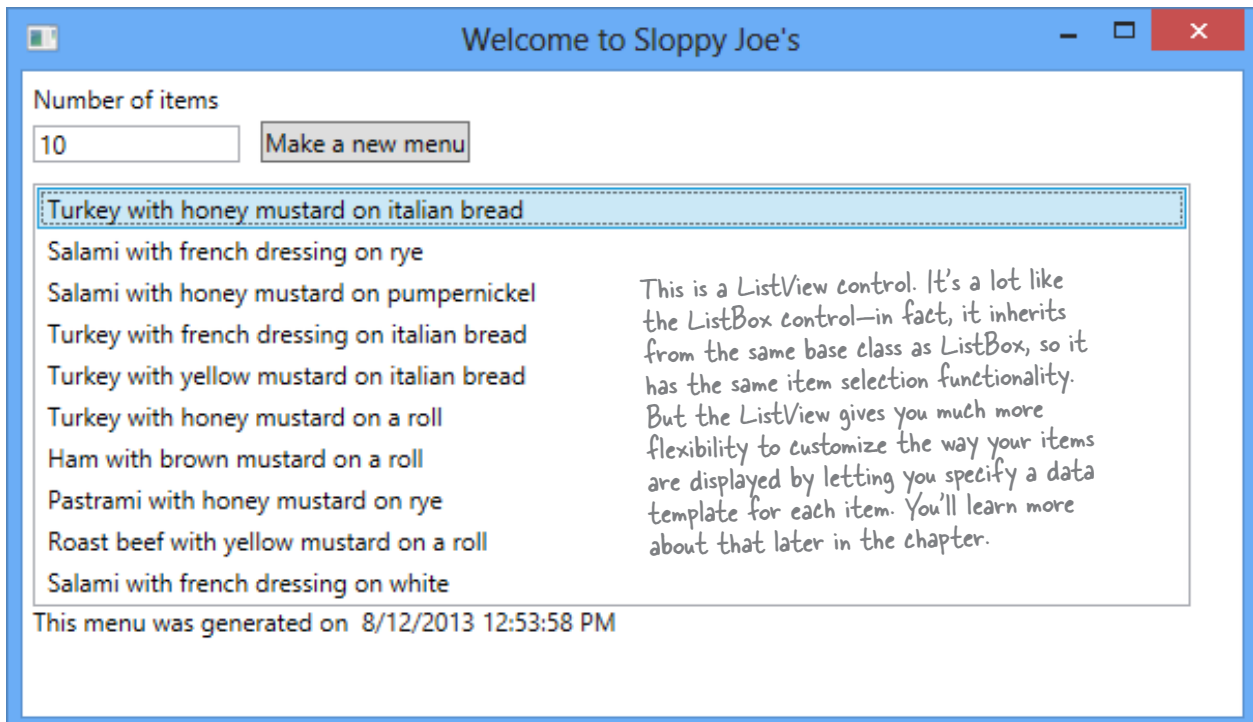 Welcome to Sloppy Joe's
Number of items
10
Make a new menu
Turkey with honey mustard on italian bread
Salami with french dressing on rye
Salami with honey mustard on pumpernickel
Turkey with french dressing on italian bread
Turkey with yellow mustard on italian bread
Turkey with honey mustard on a roll
Ham with brown mustard on a roll
Pastrami with honey mustard on rye
Roast beef with yellow mustard on a roll
Salami with french dressing on white
This is a ListView control. It's a lot like
the ListBox control—in fact, it inherits
from the same base class as ListBox, so it
has the same item selection functionality.
But the ListView gives you much more
flexibility to customize the way your items
are displayed by letting you specify a data
template for each item. You'll learn more
about that later in the chapter.
This menu was generated on 8/12/2013 12:53:58 PM